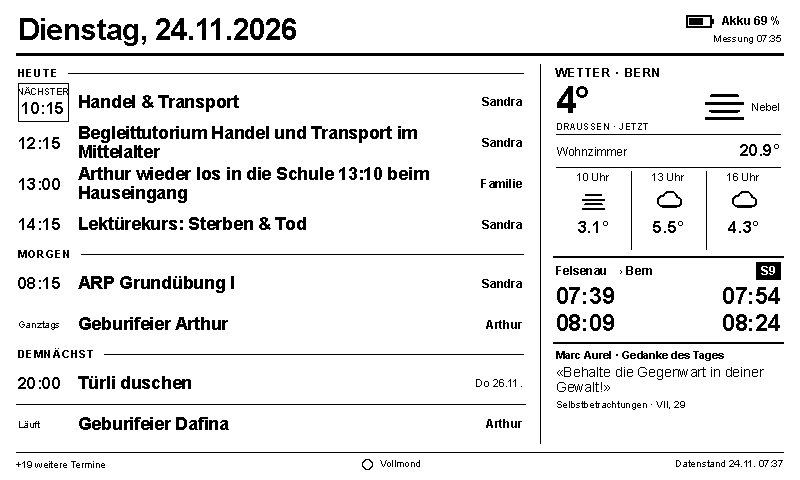 Dienstag, 24.11.2026
Akku 69 %
Messung 07:35
HEUTE
NÄCHSTER
10:15 Handel & Transport Sandra
12:15 Begleittutorium Handel und Transport im Mittelalter Sandra
13:00 Arthur wieder los in die Schule 13:10 beim Hauseingang Familie
14:15 Lektürekurs: Sterben & Tod Sandra
MORGEN
08:15 ARP Grundübung I Sandra
Ganztags Geburifeier Arthur Arthur
DEMNÄCHST
20:00 Türli duschen Do 26.11.
Läuft Geburifeier Dafina Arthur
WETTER · BERN
4°
Nebel
DRAUSSEN · JETZT
Wohnzimmer 20.9°
10 Uhr 13 Uhr 16 Uhr
3.1° 5.5° 4.3°
Felsenau › Bern S9
07:39 07:54
08:09 08:24
Marc Aurel · Gedanke des Tages
«Behalte die Gegenwart in deiner
Gewalt!»
Selbstbetrachtungen · VII, 29
+19 weitere Termine
Vollmond
Datenstand 24.11. 07:37